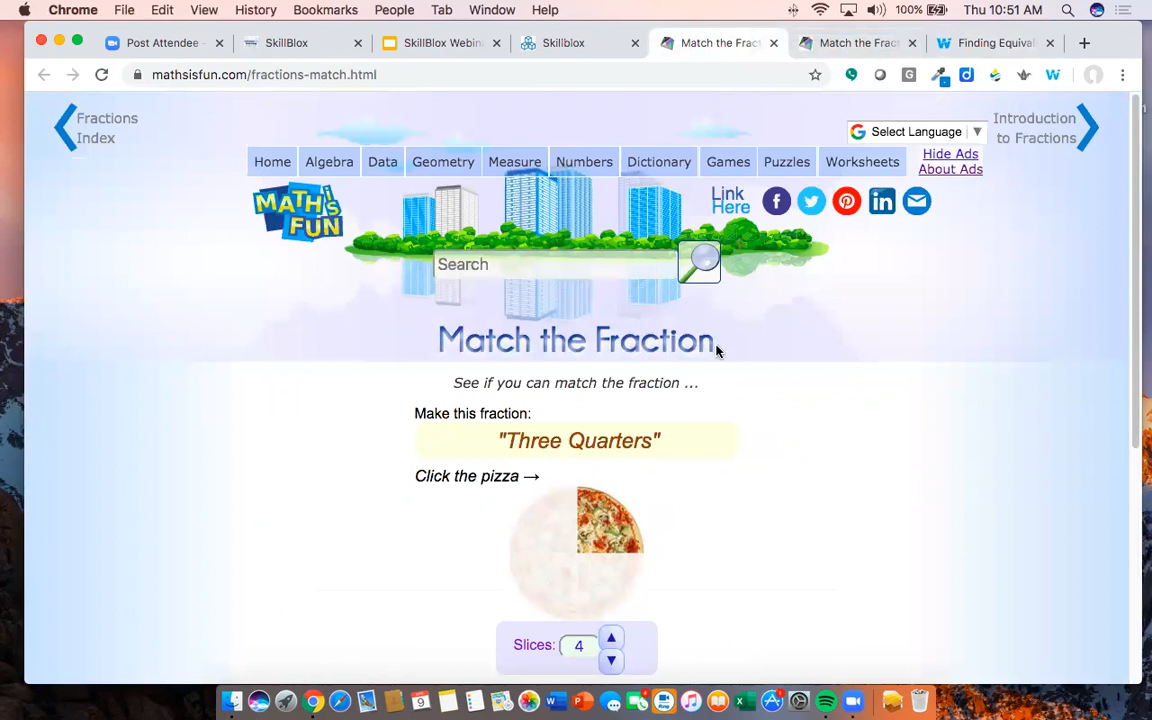 Chrome File Edit View History Bookmarks People Tab Window Help 100% Thu 10:51 AM
Post Attendee - SkillBlox SkillBlox Webin Skillblox Match the Frac Match the Frac Finding Equiva
mathsisfun.com/fractions-match.html
Fractions Index
Select Language
Introduction to Fractions
Home Algebra Data Geometry Measure Numbers Dictionary Games Puzzles Worksheets
Hide Ads
About Ads
MATH is FUN
Link Here
Search
Match the Fraction
See if you can match the fraction ...
Make this fraction:
"Three Quarters"
Click the pizza →
Slices: 4